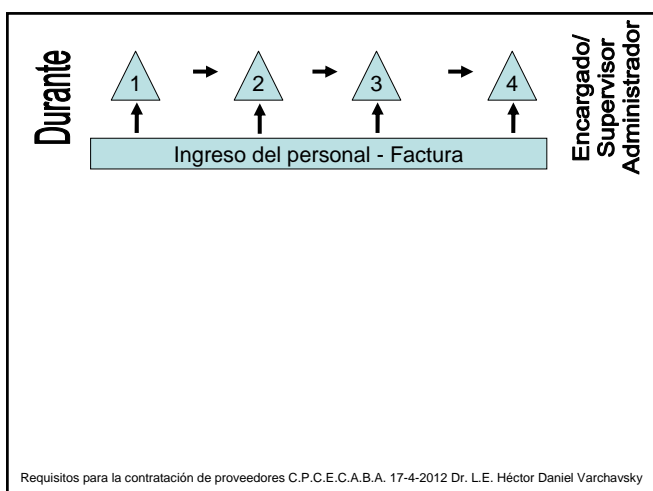 Durante
1
2
3
4
Encargado/
Supervisor
Administrador
Ingreso del personal - Factura
Requisitos para la contratación de proveedores C.P.C.E.C.A.B.A. 17-4-2012 Dr. L.E. Héctor Daniel Varchavsky